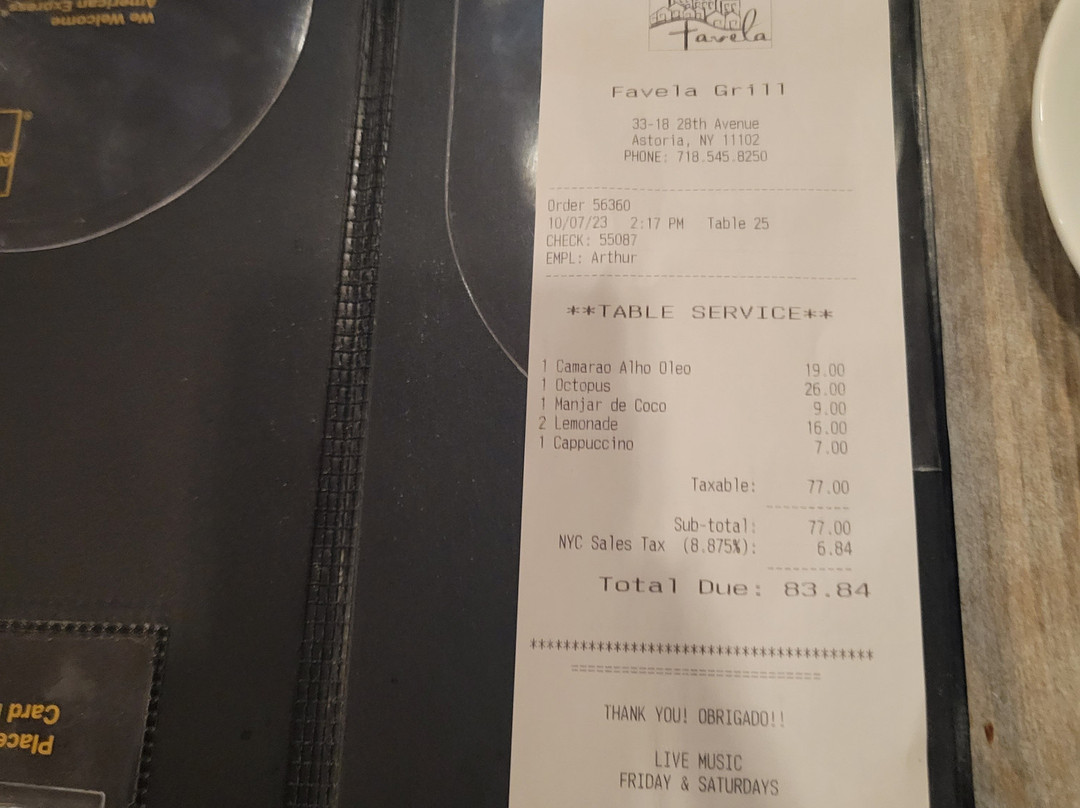 We Welcome
American Express
Place
Card
Favela
Favela Grill
33-18 28th Avenue
Astoria, NY 11102
PHONE: 718.545.8250
Order 56360
10/07/23 2:17 PM Table 25
CHECK: 55087
EMPL: Arthur
**TABLE SERVICE**
1 Camarao Alho Oleo 19.00
1 Octopus 26.00
1 Manjar de Coco 9.00
2 Lemonade 16.00
1 Cappuccino 7.00
Taxable: 77.00
Sub-total: 77.00
NYC Sales Tax (8.875%): 6.84
Total Due: 83.84
THANK YOU! OBRIGADO!!
LIVE MUSIC
FRIDAY & SATURDAYS